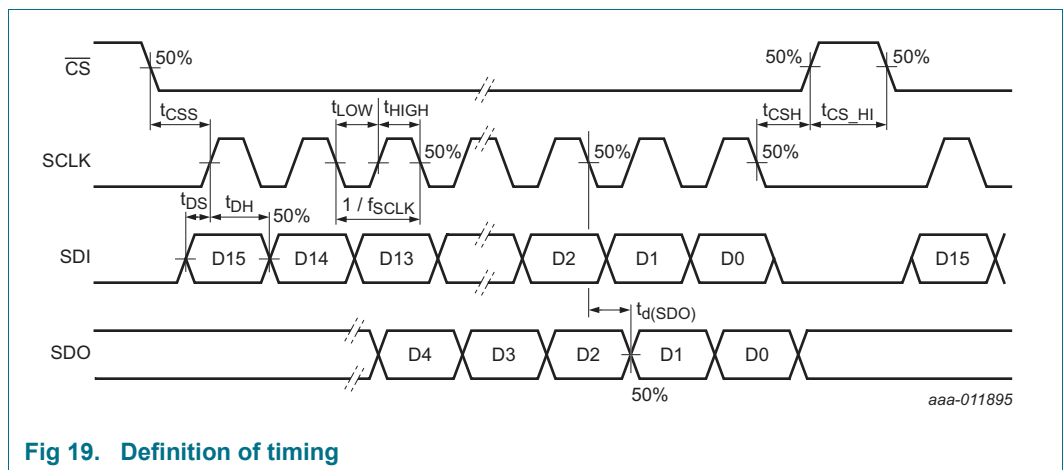 CS 50% 50% 50%
tCSS tLOW tHIGH tCSH tCS_HI
SCLK 50% 50% 50%
tDS tDH 50% 1 / fSCLK
SDI D15 D14 D13 D2 D1 D0 D15
td(SDO)
SDO D4 D3 D2 D1 D0
50%
aaa-011895
Fig 19. Definition of timing